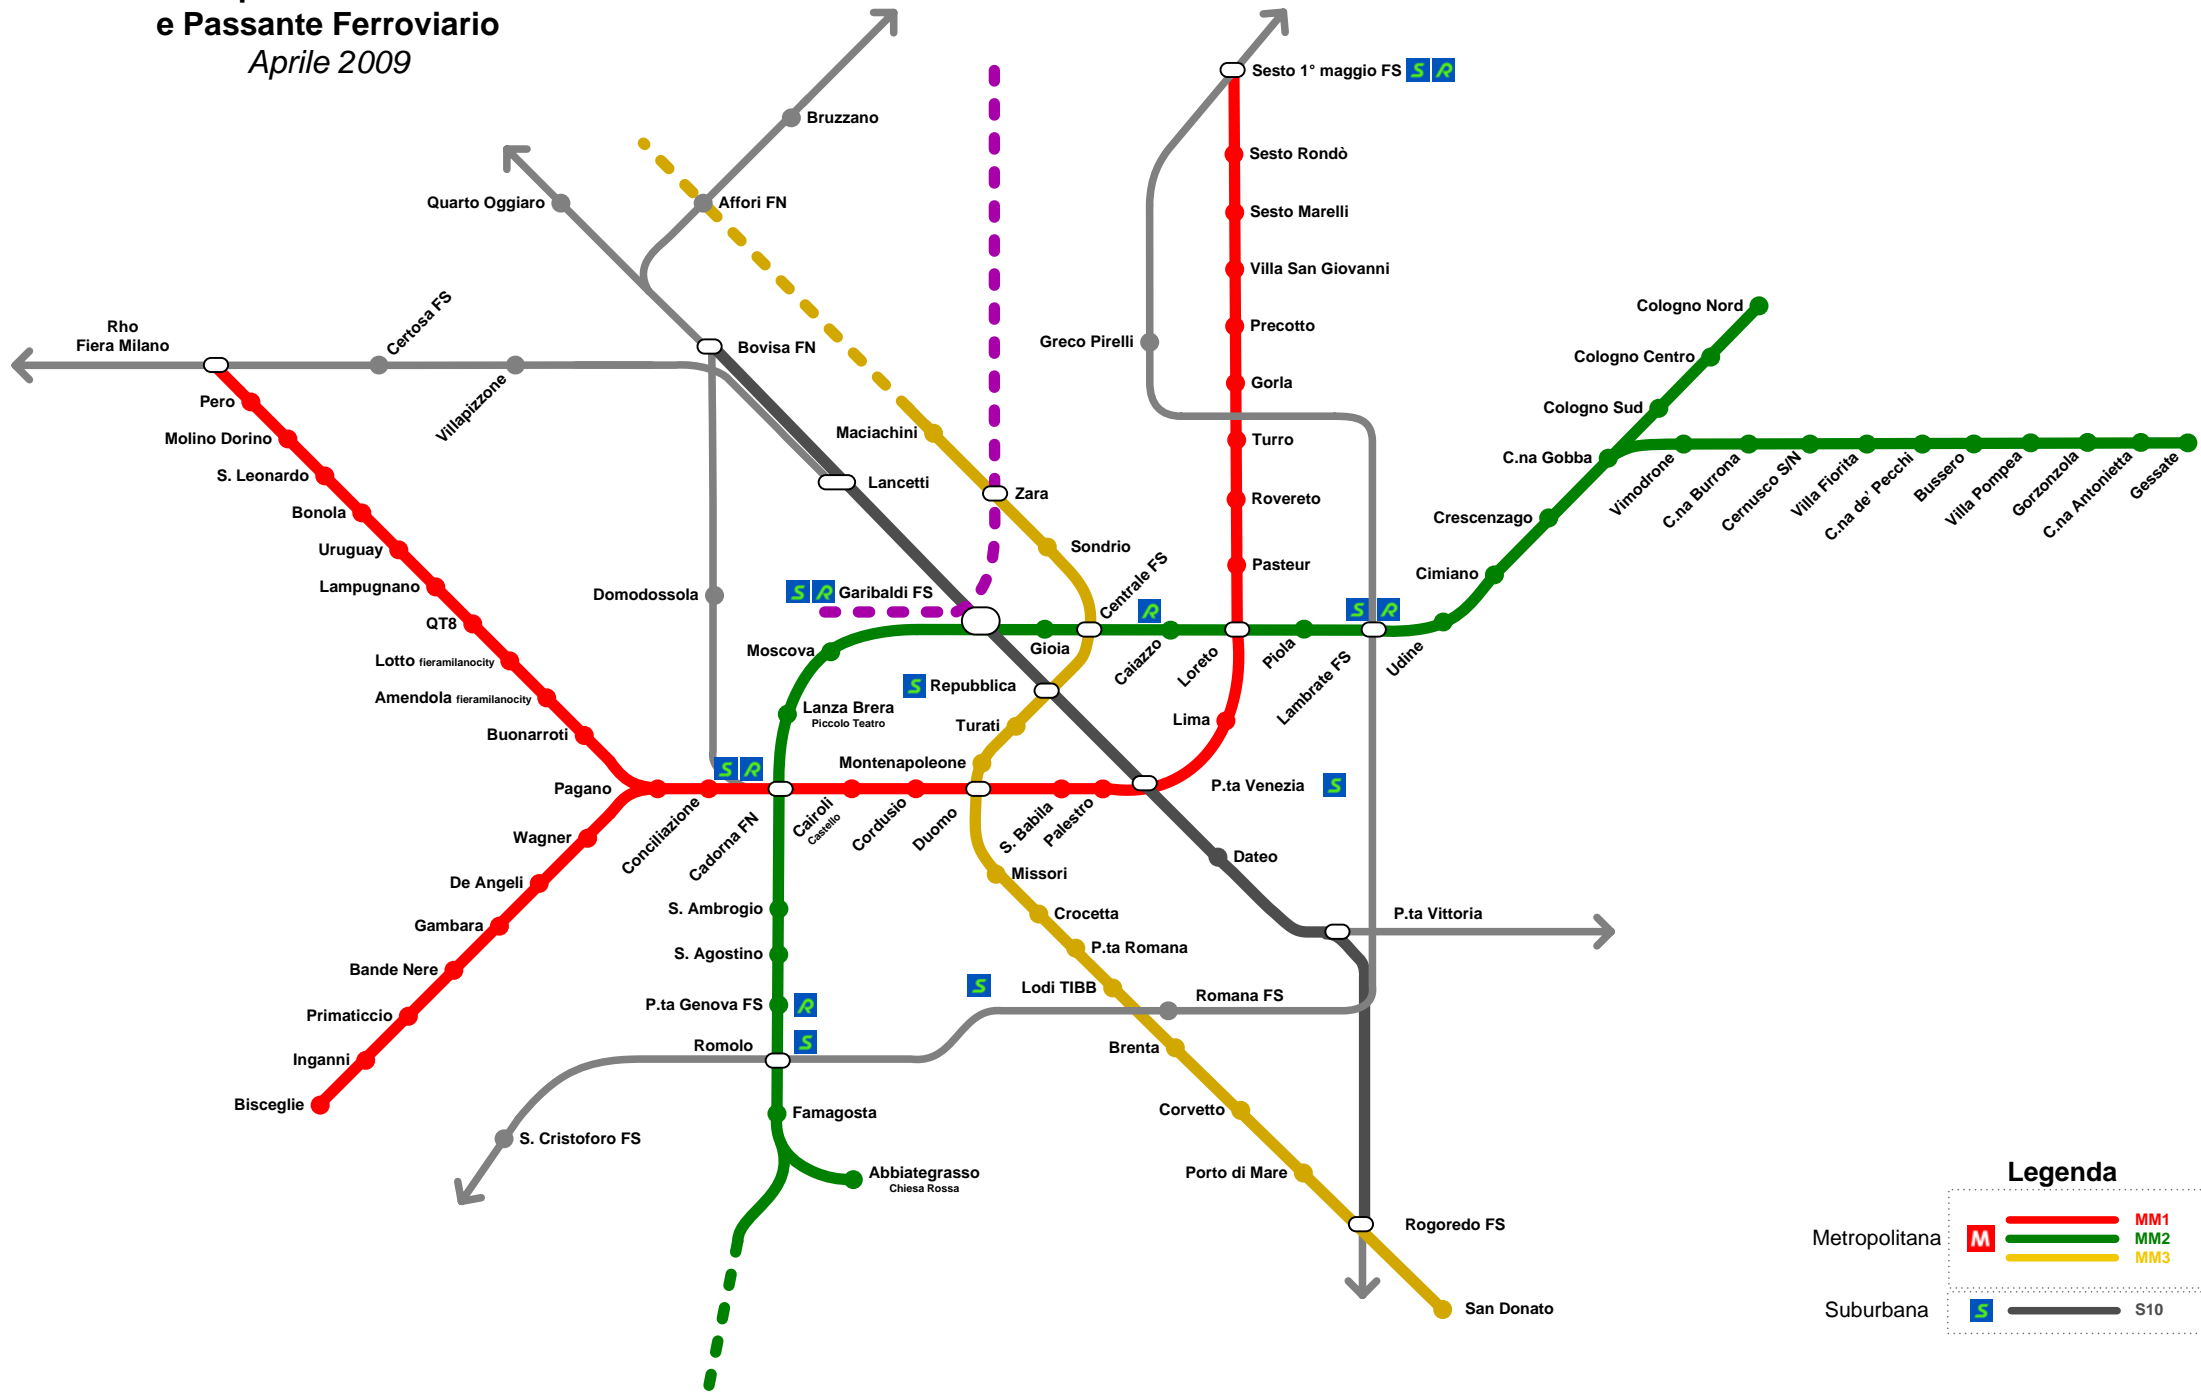 e Passante Ferroviario
Aprile 2009
Sesto 1° maggio FS S R
Bruzzano
Sesto Rondò
Quarto Oggiaro
Affori FN
Sesto Marelli
Villa San Giovanni
Cologno Nord
Certosa FS
Rho
Fiera Milano
Bovisa FN
Precotto
Greco Pirelli
Cologno Centro
Pero
Villapizzone
Gorla
Cologno Sud
Molino Dorino
Maciachini
Turro
C.na Gobba
Vimodrone
C.na Burrona
Cernusco S/N
Villa Fiorita
C.na de' Pecchi
Bussero
Villa Pompea
Gorzonzola
C.na Antonietta
Gessate
S. Leonardo
Lancetti
Zara
Rovereto
Bonola
Crescenzago
Uruguay
Sondrio
Pasteur
Cimiano
Lampugnano
Domodossola
S R Garibaldi FS
Centrale FS
R
S R
QT8
Moscova
Gioia
Caiazzo
Loreto
Piola
Lambrate FS
Udine
Lotto fieramilanocity
S Repubblica
Amendola fieramilanocity
Lanza Brera
Piccolo Teatro
Turati
Lima
Buonarroti
Montenapoleone
S R
Pagano
P.ta Venezia S
Conciliazione
Cadorna FN
Cairoli
Castello
Cordusio
Duomo
S. Babila
Palestro
Wagner
Dateo
De Angeli
Missori
S. Ambrogio
Crocetta
P.ta Vittoria
Gambara
S. Agostino
P.ta Romana
Bande Nere
S
Lodi TIBB
Romana FS
P.ta Genova FS R
Primaticcio
Romolo S
Brenta
Inganni
Bisceglie
Famagosta
Corvetto
S. Cristoforo FS
Abbiategrasso
Chiesa Rossa
Porto di Mare
Rogoredo FS
San Donato
Legenda
Metropolitana M
MM1
MM2
MM3
Suburbana S S10